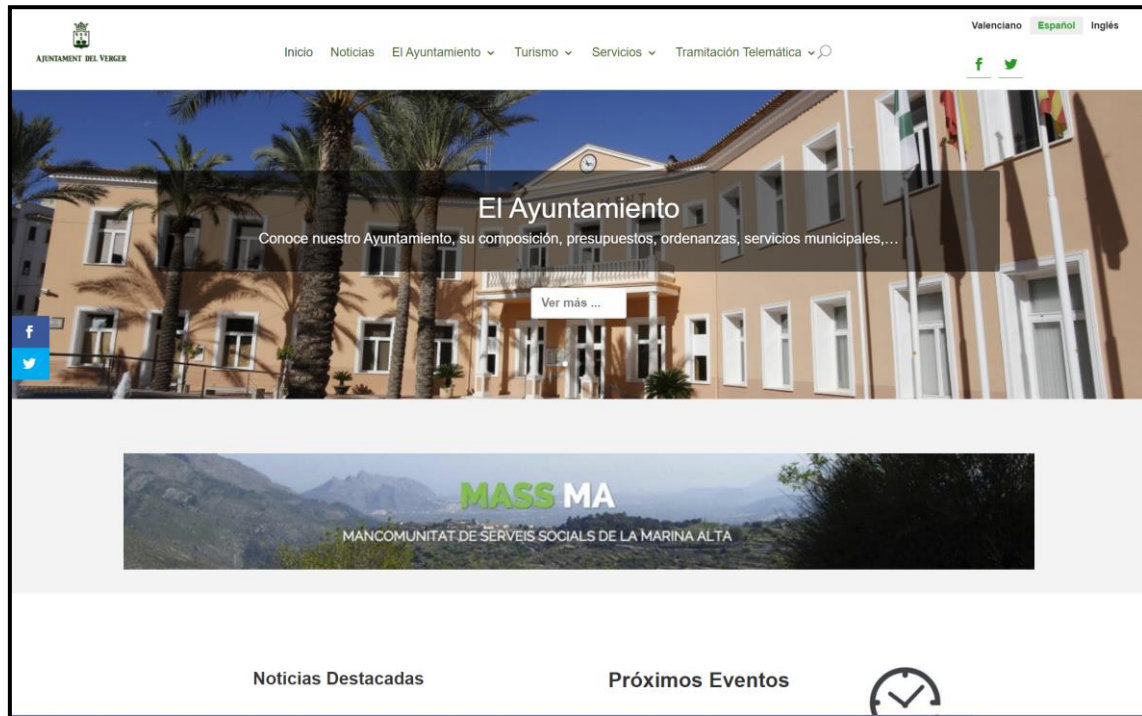 Valenciano Español Inglés
AJUNTAMENT DEL VERGER
Inicio Noticias El Ayuntamiento Turismo Servicios Tramitación Telemática
El Ayuntamiento
Conoce nuestro Ayuntamiento, su composición, presupuestos, ordenanzas, servicios municipales,…
Ver más ...
MASS MA
MANCOMUNITAT DE SERVEIS SOCIALS DE LA MARINA ALTA
Noticias Destacadas
Próximos Eventos